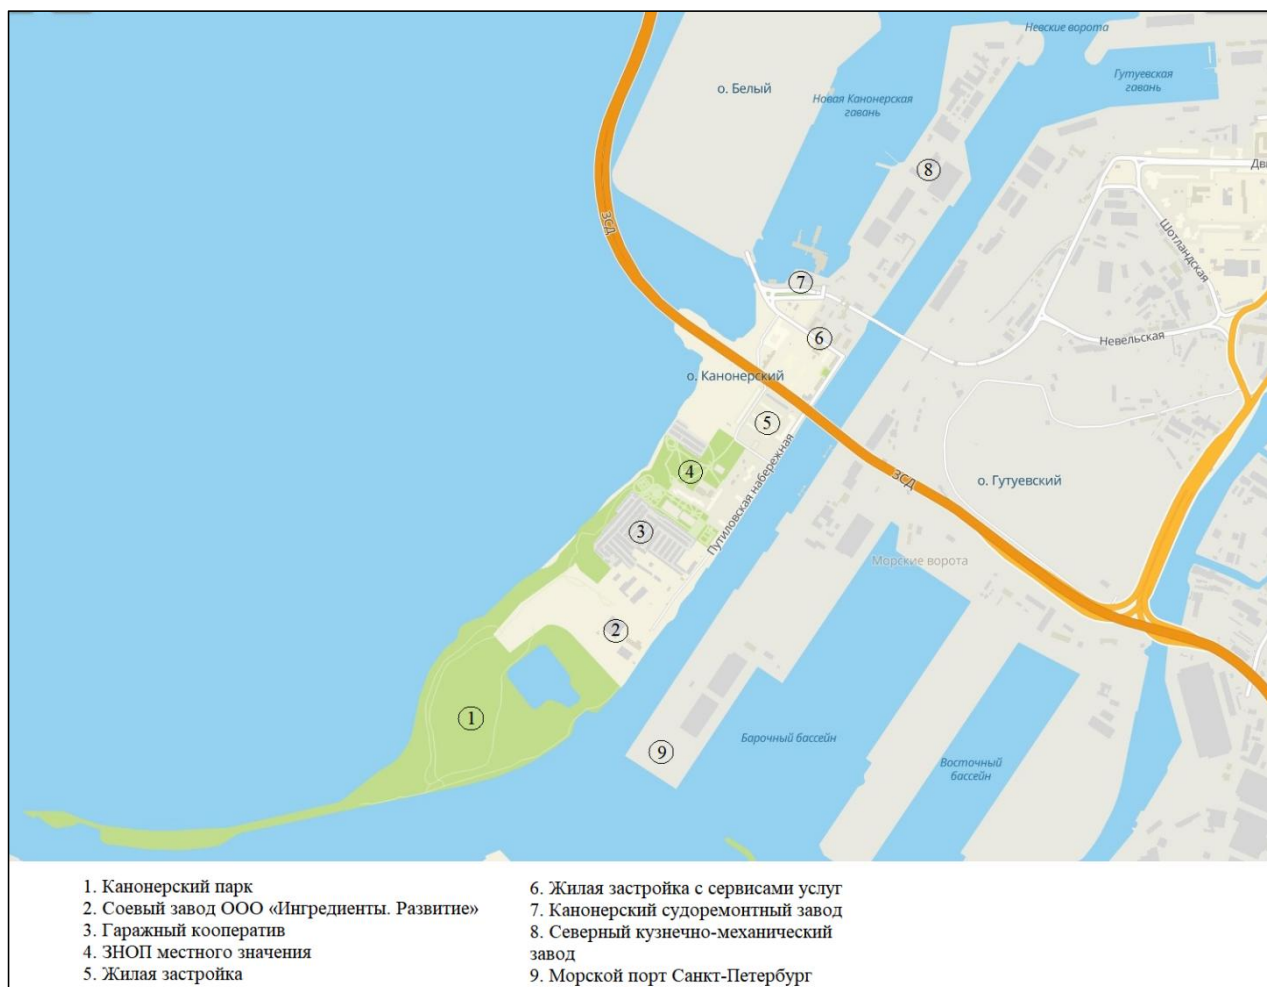 Невские ворота
Гутуевская
гавань
о. Белый
Новая Канонерская
гавань
8
Дв
ЗСД
Шотландская
7
6
Невельская
о. Канонерский
5
4
ЗСД
о. Гутуевский
Путиловская набережная
3
Морские ворота
2
1
Барочный бассейн
9
Восточный
бассейн
1. Канонерский парк
2. Соевый завод ООО «Ингредиенты. Развитие»
3. Гаражный кооператив
4. ЗНОП местного значения
5. Жилая застройка
6. Жилая застройка с сервисами услуг
7. Канонерский судоремонтный завод
8. Северный кузнечно-механический
завод
9. Морской порт Санкт-Петербург